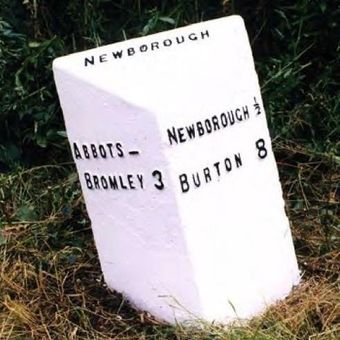 NEWBOROUGH
ABBOTS-
BROMLEY 3
NEWBOROUGH ½
BURTON 8